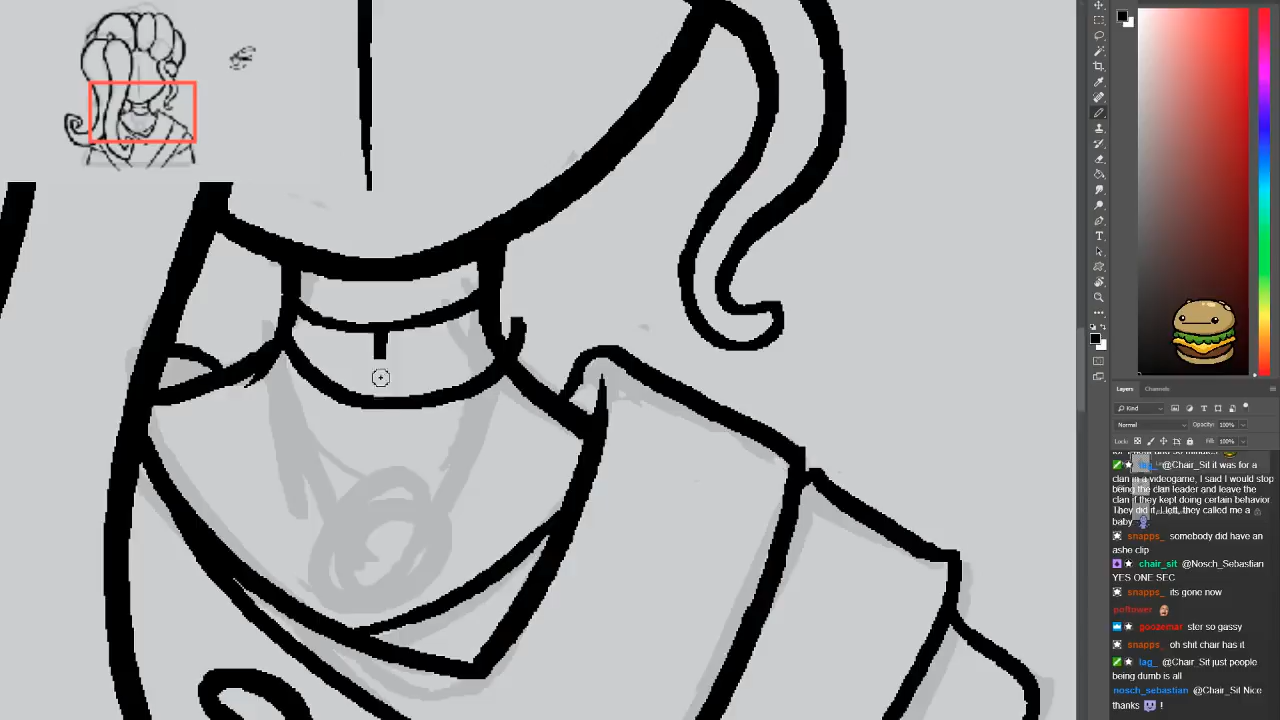 Layers Channels
Kind
Normal Opacity: 100%
Lock: Fill: 100%
@Chair_Sit it was for a
clan in a videogame, I said I would stop
being the clan leader and leave the
clan if they kept doing certain behavior.
They did it, I left, they called me a
baby
snapps_ somebody did have an
ashe clip
chair_sit @Nosch_Sebastian
YES ONE SEC
snapps_ its gone now
poftower
goozemar ster so gassy
snapps_ oh shit chair has it
lag_ @Chair_Sit just people
being dumb is all
nosch_sebastian @Chair_Sit Nice
thanks !